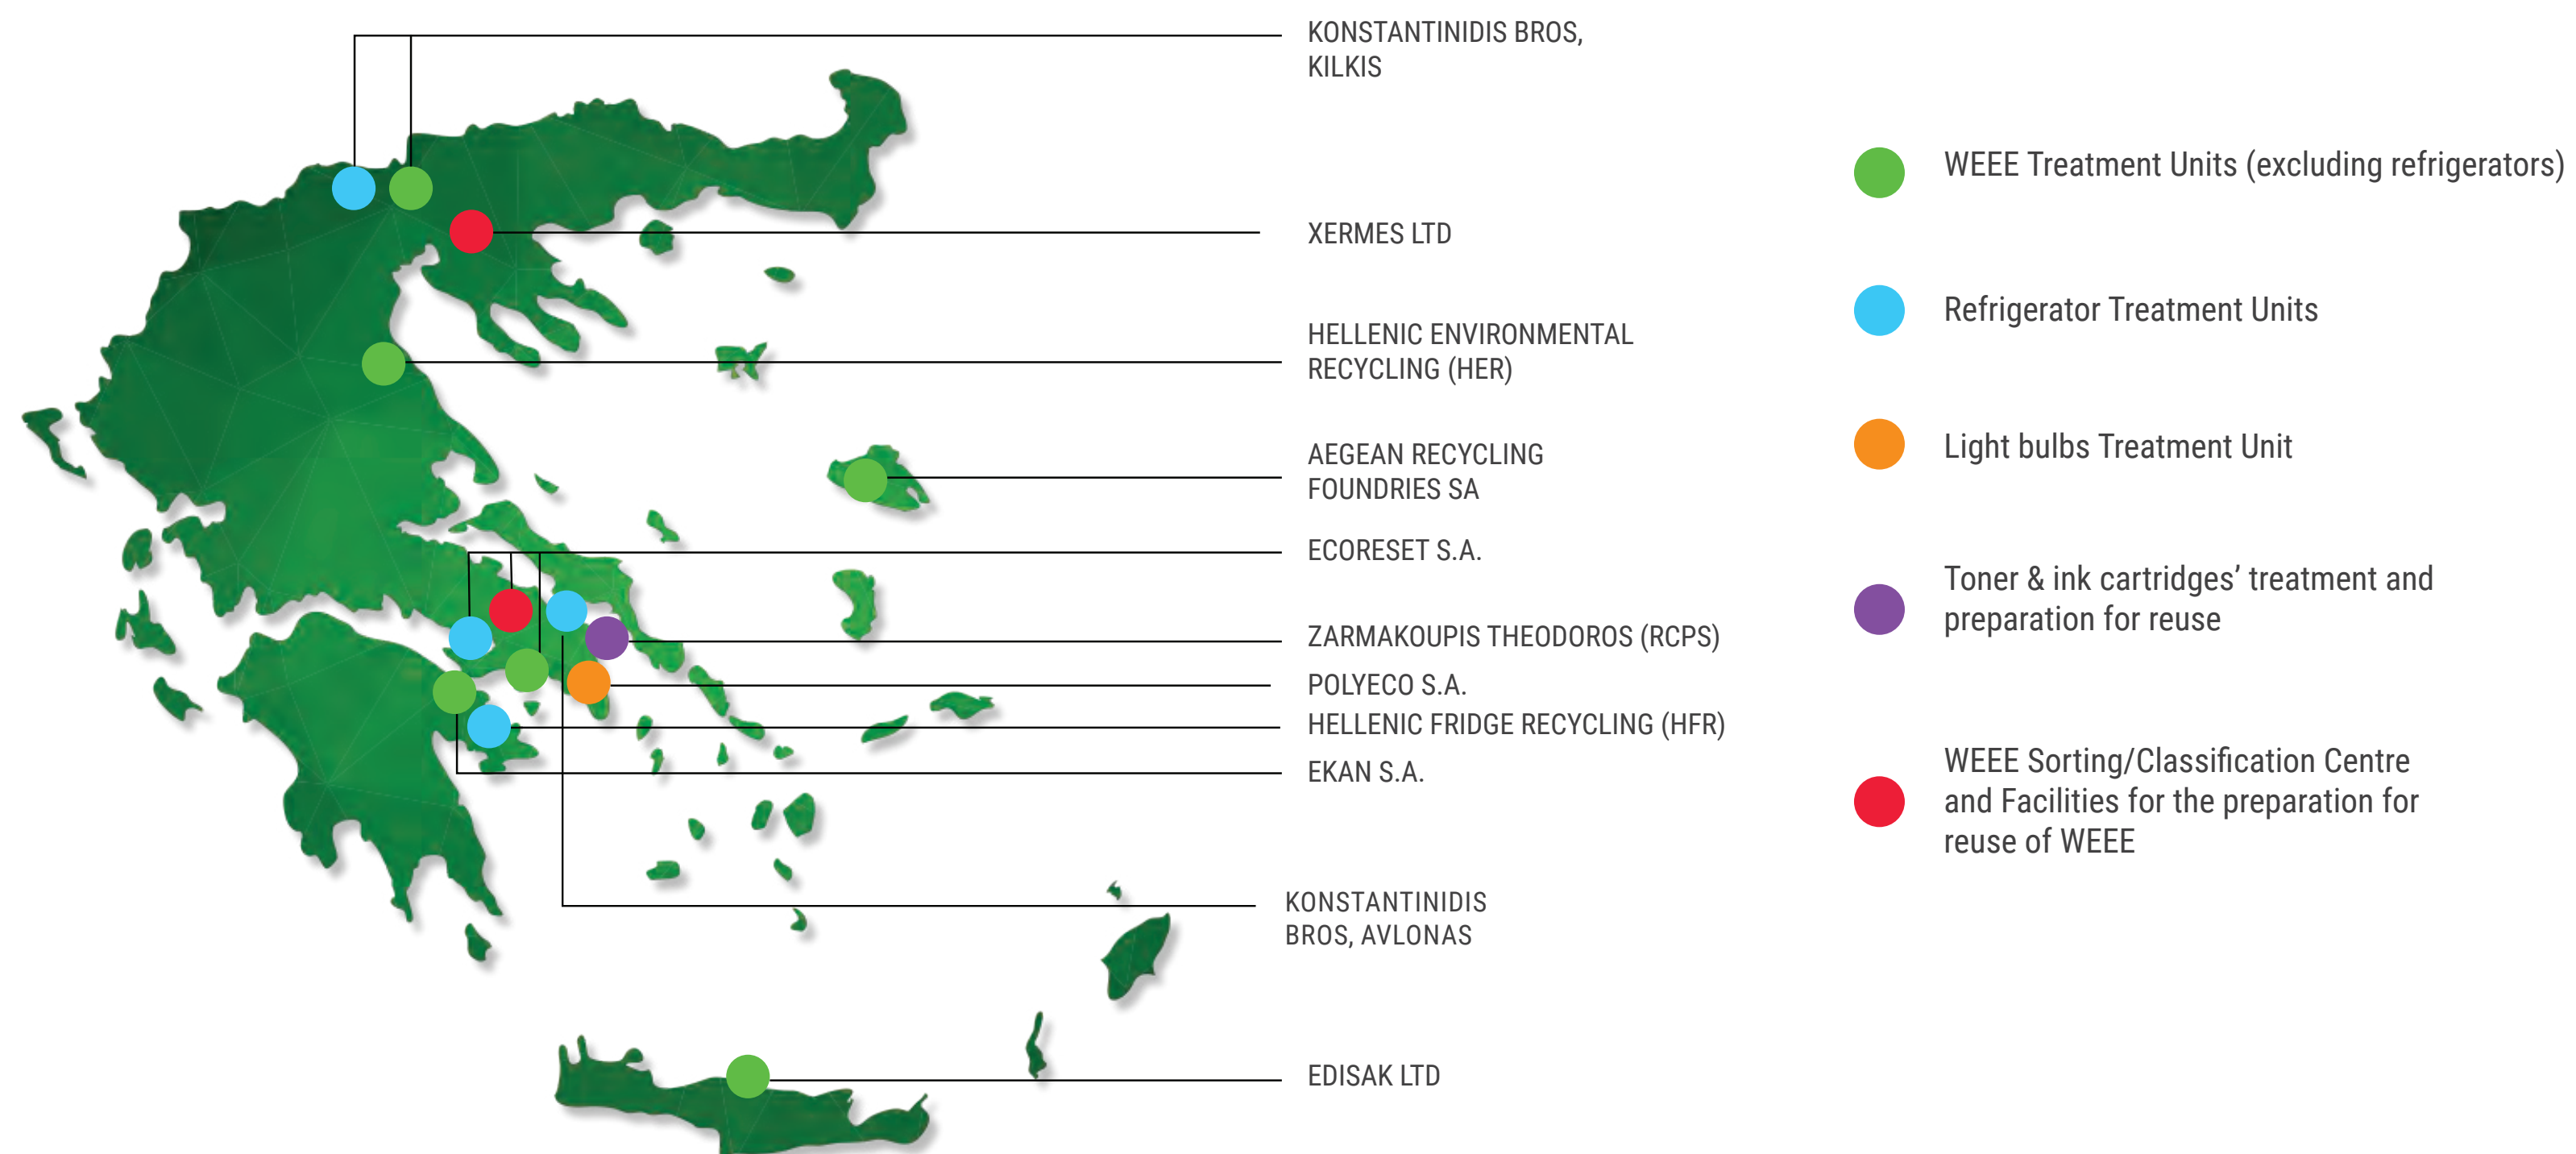 KONSTANTINIDIS BROS,
KILKIS
XERMES LTD
HELLENIC ENVIRONMENTAL
RECYCLING (HER)
AEGEAN RECYCLING
FOUNDRIES SA
ECORESET S.A.
ZARMAKOUPIS THEODOROS (RCPS)
POLYECO S.A.
HELLENIC FRIDGE RECYCLING (HFR)
EKAN S.A.
KONSTANTINIDIS
BROS, AVLONAS
EDISAK LTD
WEEE Treatment Units (excluding refrigerators)
Refrigerator Treatment Units
Light bulbs Treatment Unit
Toner & ink cartridges’ treatment and
preparation for reuse
WEEE Sorting/Classification Centre
and Facilities for the preparation for
reuse of WEEE